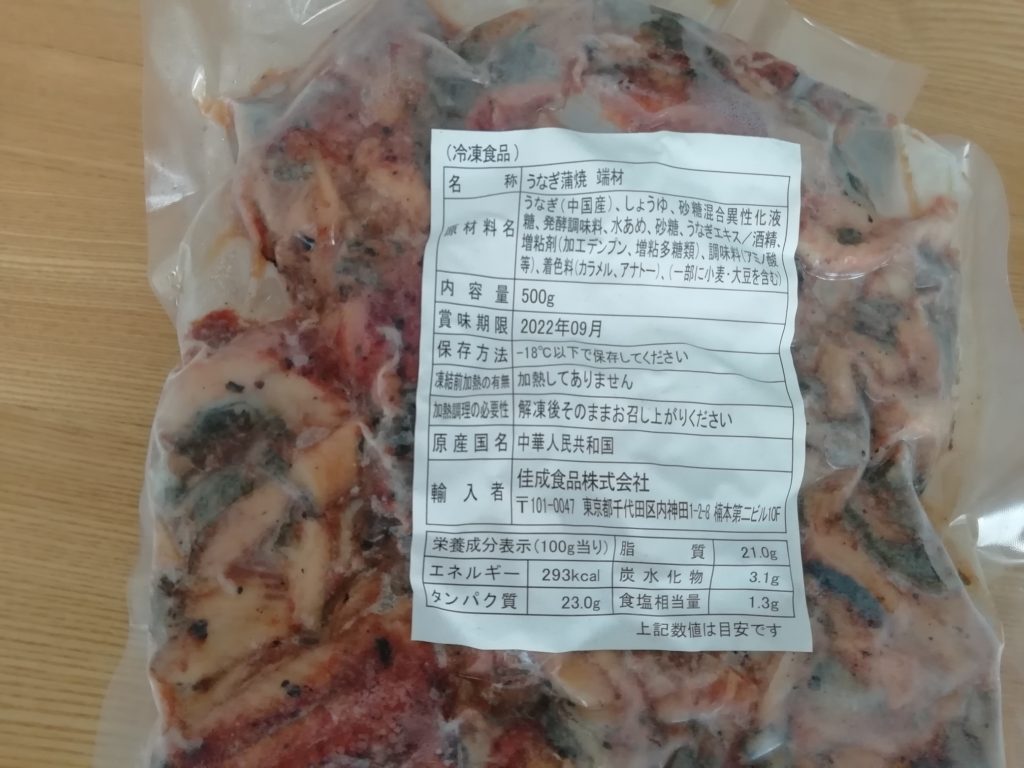 （冷凍食品）
名称 うなぎ蒲焼 端材
原材料名 うなぎ（中国産）、しょうゆ、砂糖混合異性化液
糖、発酵調味料、水あめ、砂糖、うなぎエキス／酒精、
増粘剤（加工デンプン、増粘多糖類）、調味料（アミノ酸
等）、着色料（カラメル、アナトー）、（一部に小麦・大豆を含む）
内容量 500g
賞味期限 2022年09月
保存方法 -18℃以下で保存してください
凍結前加熱の有無 加熱してありません
加熱調理の必要性 解凍後そのままお召し上がりください
原産国名 中華人民共和国
輸入者 佳成食品株式会社
〒101-0047 東京都千代田区内神田1-2-8 楠本第二ビル10F
栄養成分表示（100g当り） 脂質 21.0g
エネルギー 293kcal 炭水化物 3.1g
タンパク質 23.0g 食塩相当量 1.3g
上記数値は目安です